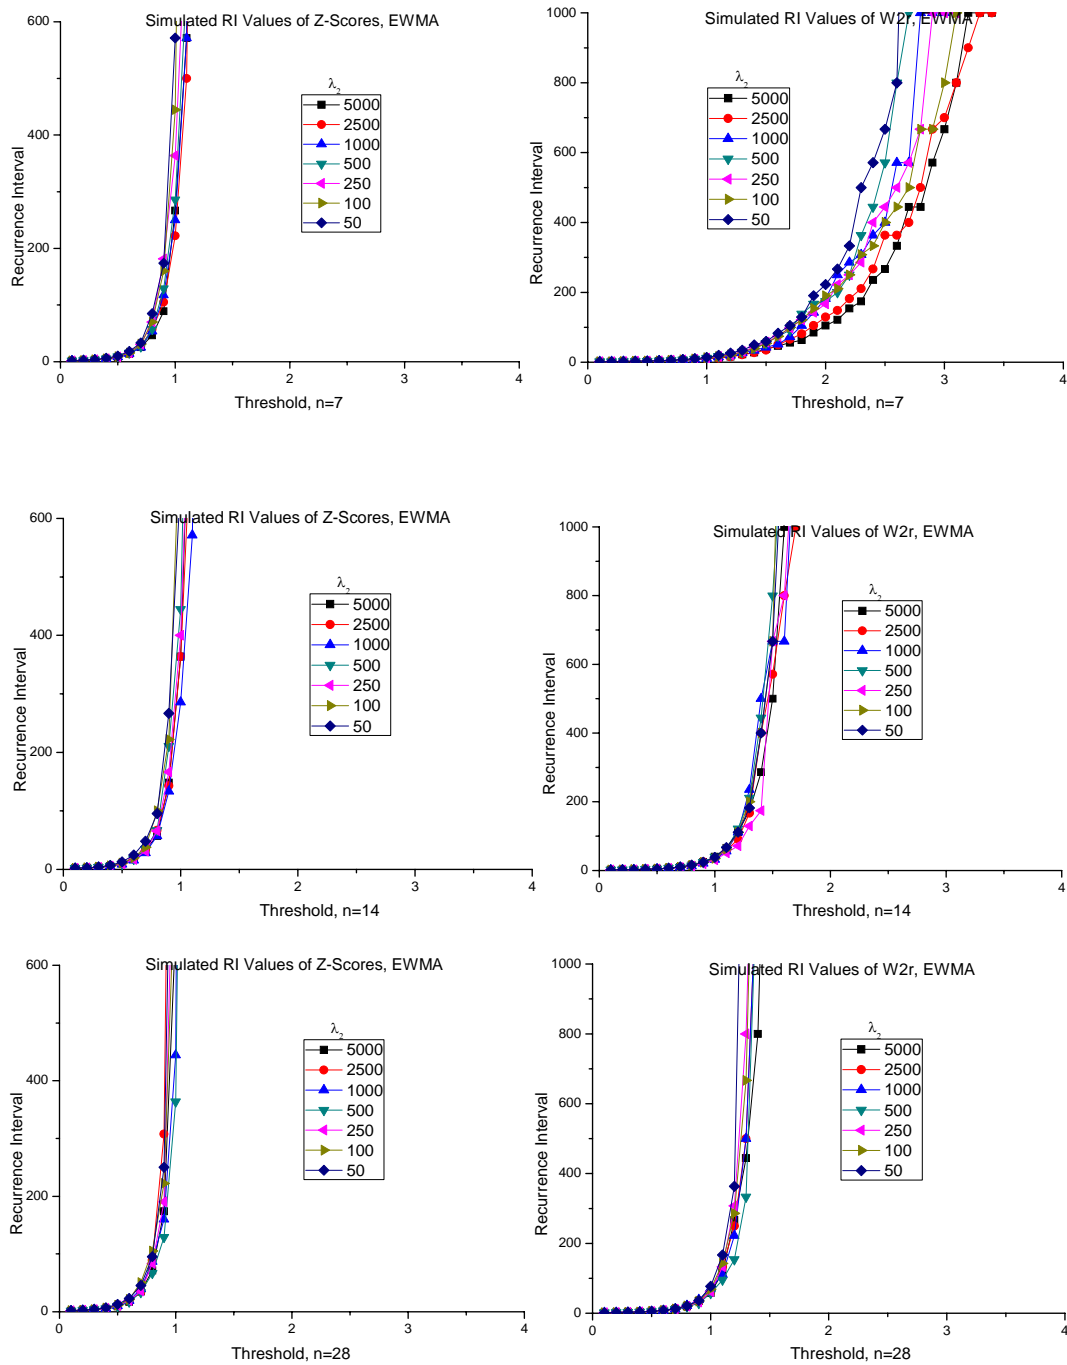 Simulated RI Values of Z-Scores, EWMA
λ2
5000
2500
1000
500
250
100
50
600
400
200
0
Recurrence Interval
0 1 2 3 4
Threshold, n=7
Simulated RI Values of W2r, EWMA
λ2
5000
2500
1000
500
250
100
50
1000
800
600
400
200
0
Recurrence Interval
0 1 2 3 4
Threshold, n=7
Simulated RI Values of Z-Scores, EWMA
λ2
5000
2500
1000
500
250
100
50
600
400
200
0
Recurrence Interval
0 1 2 3 4
Threshold, n=14
Simulated RI Values of W2r, EWMA
λ2
5000
2500
1000
500
250
100
50
1000
800
600
400
200
0
Recurrence Interval
0 1 2 3 4
Threshold, n=14
Simulated RI Values of Z-Scores, EWMA
λ2
5000
2500
1000
500
250
100
50
600
400
200
0
Recurrence Interval
0 1 2 3 4
Threshold, n=28
Simulated RI Values of W2r, EWMA
λ2
5000
2500
1000
500
250
100
50
1000
800
600
400
200
0
Recurrence Interval
0 1 2 3 4
Threshold, n=28